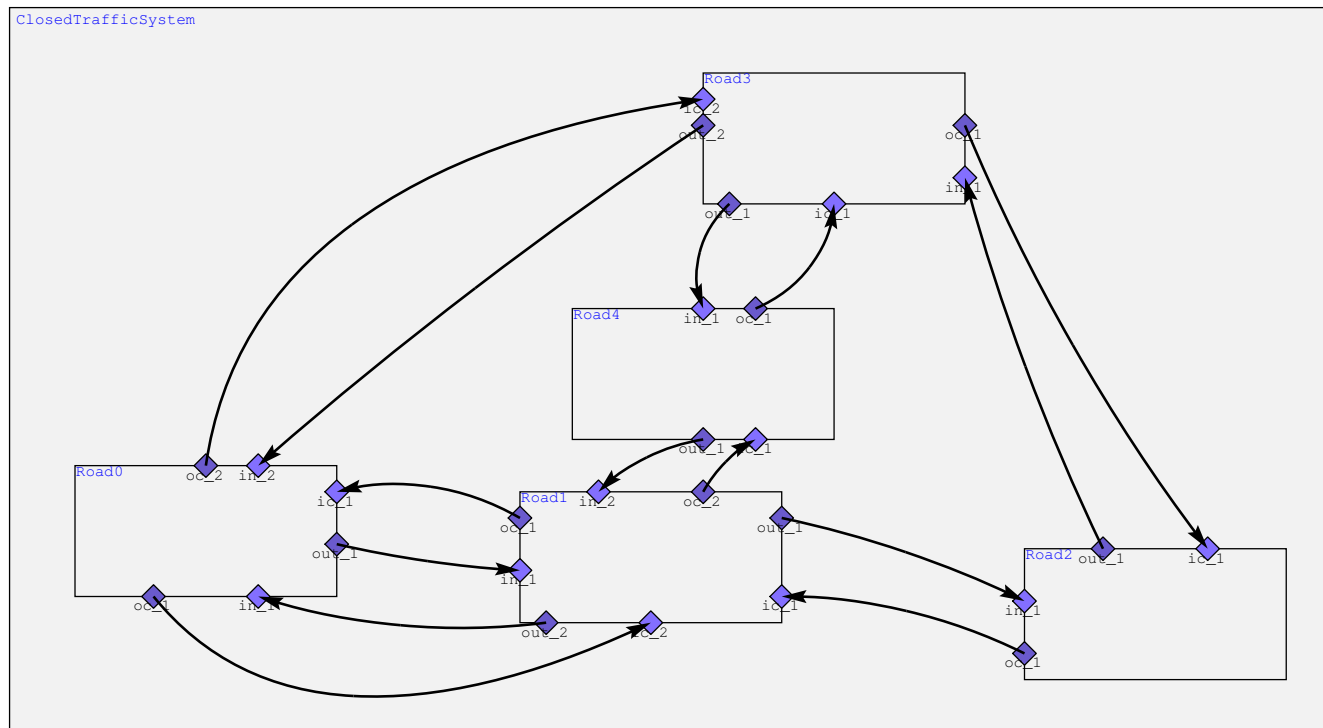 ClosedTrafficSystem
Road3
ic_2
out_2
oc_1
in_1
out_1
ic_1
Road4
in_1
oc_1
out_1
ic_1
Road0
oc_2
in_2
ic_1
out_1
oc_1
in_1
Road1
in_2
oc_2
oc_1
out_1
in_1
ic_1
out_2
ic_2
Road2
out_1
ic_1
in_1
oc_1